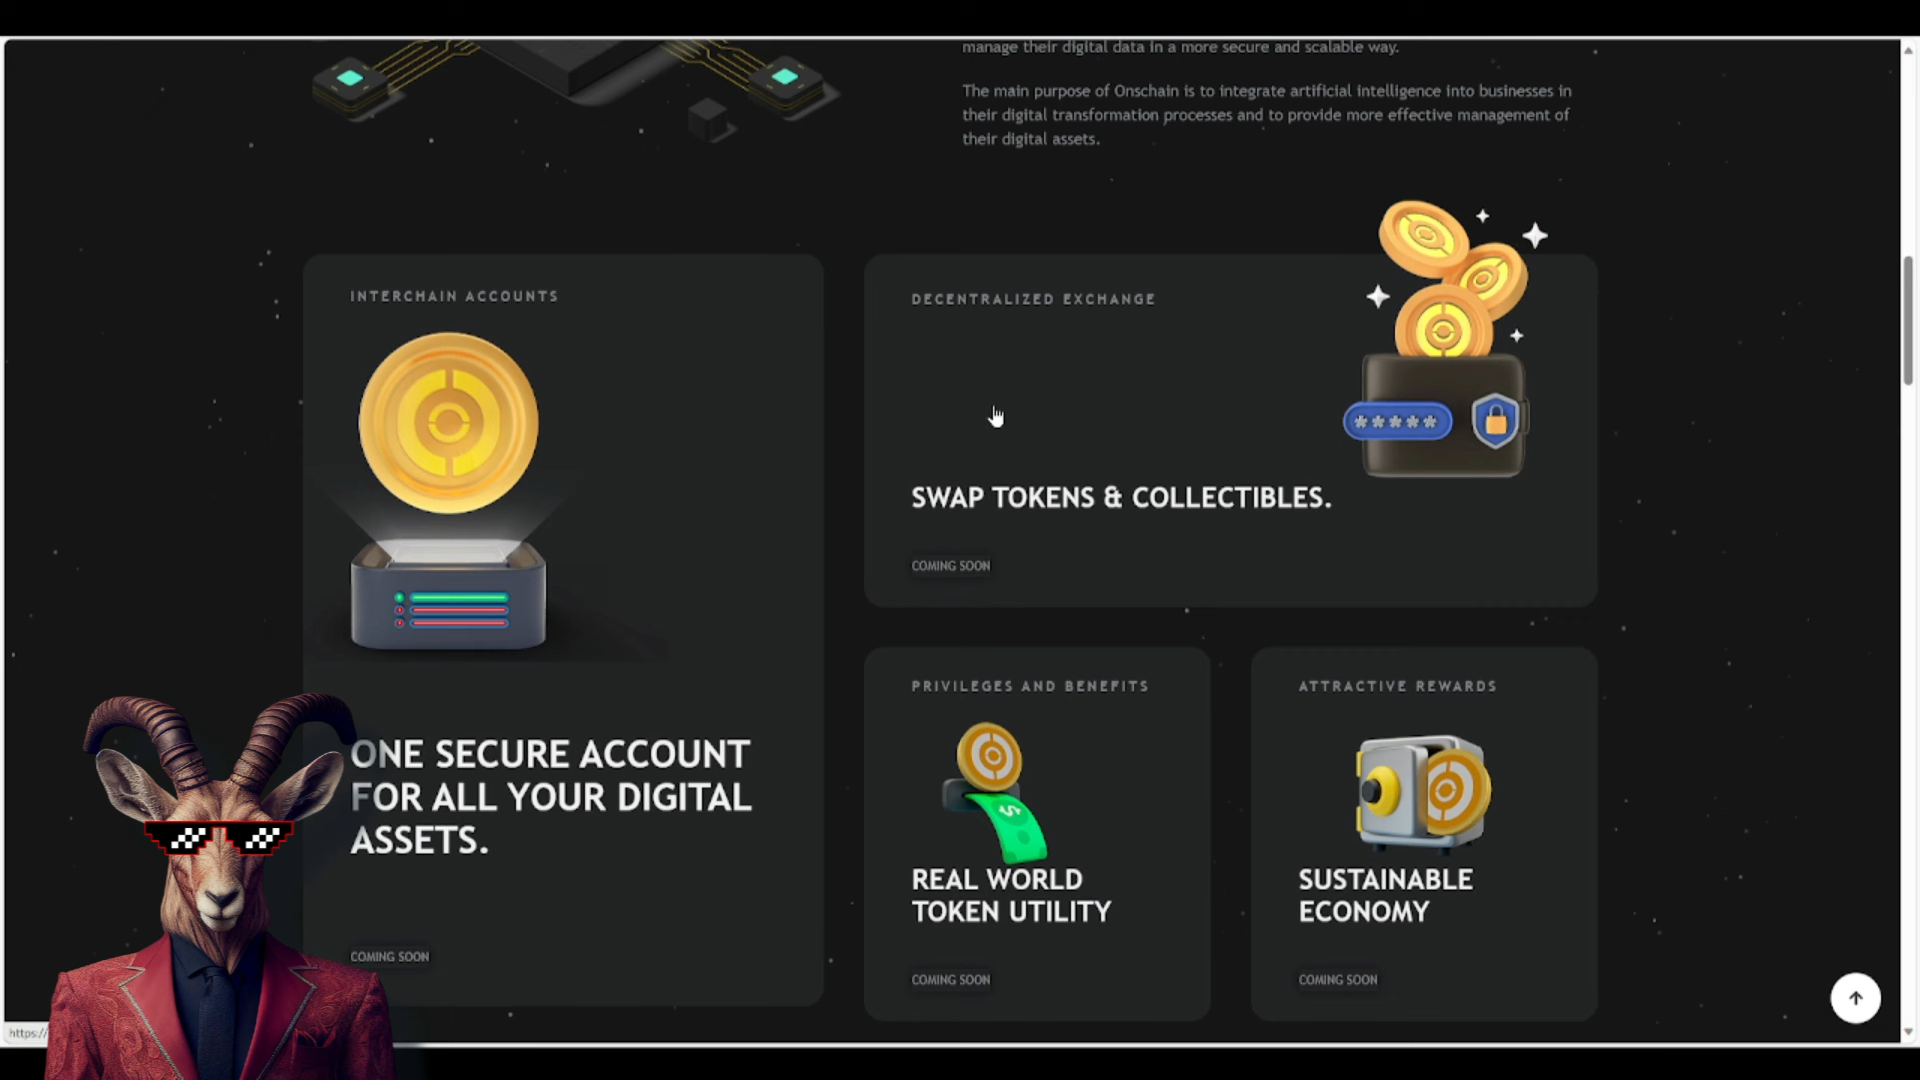 manage their digital data in a more secure and scalable way.
The main purpose of Onschain is to integrate artificial intelligence into businesses in
their digital transformation processes and to provide more effective management of
their digital assets.
INTERCHAIN ACCOUNTS
ONE SECURE ACCOUNT
FOR ALL YOUR DIGITAL
ASSETS.
COMING SOON
DECENTRALIZED EXCHANGE
*****
SWAP TOKENS & COLLECTIBLES.
COMING SOON
PRIVILEGES AND BENEFITS
$
REAL WORLD
TOKEN UTILITY
COMING SOON
ATTRACTIVE REWARDS
SUSTAINABLE
ECONOMY
COMING SOON
https://